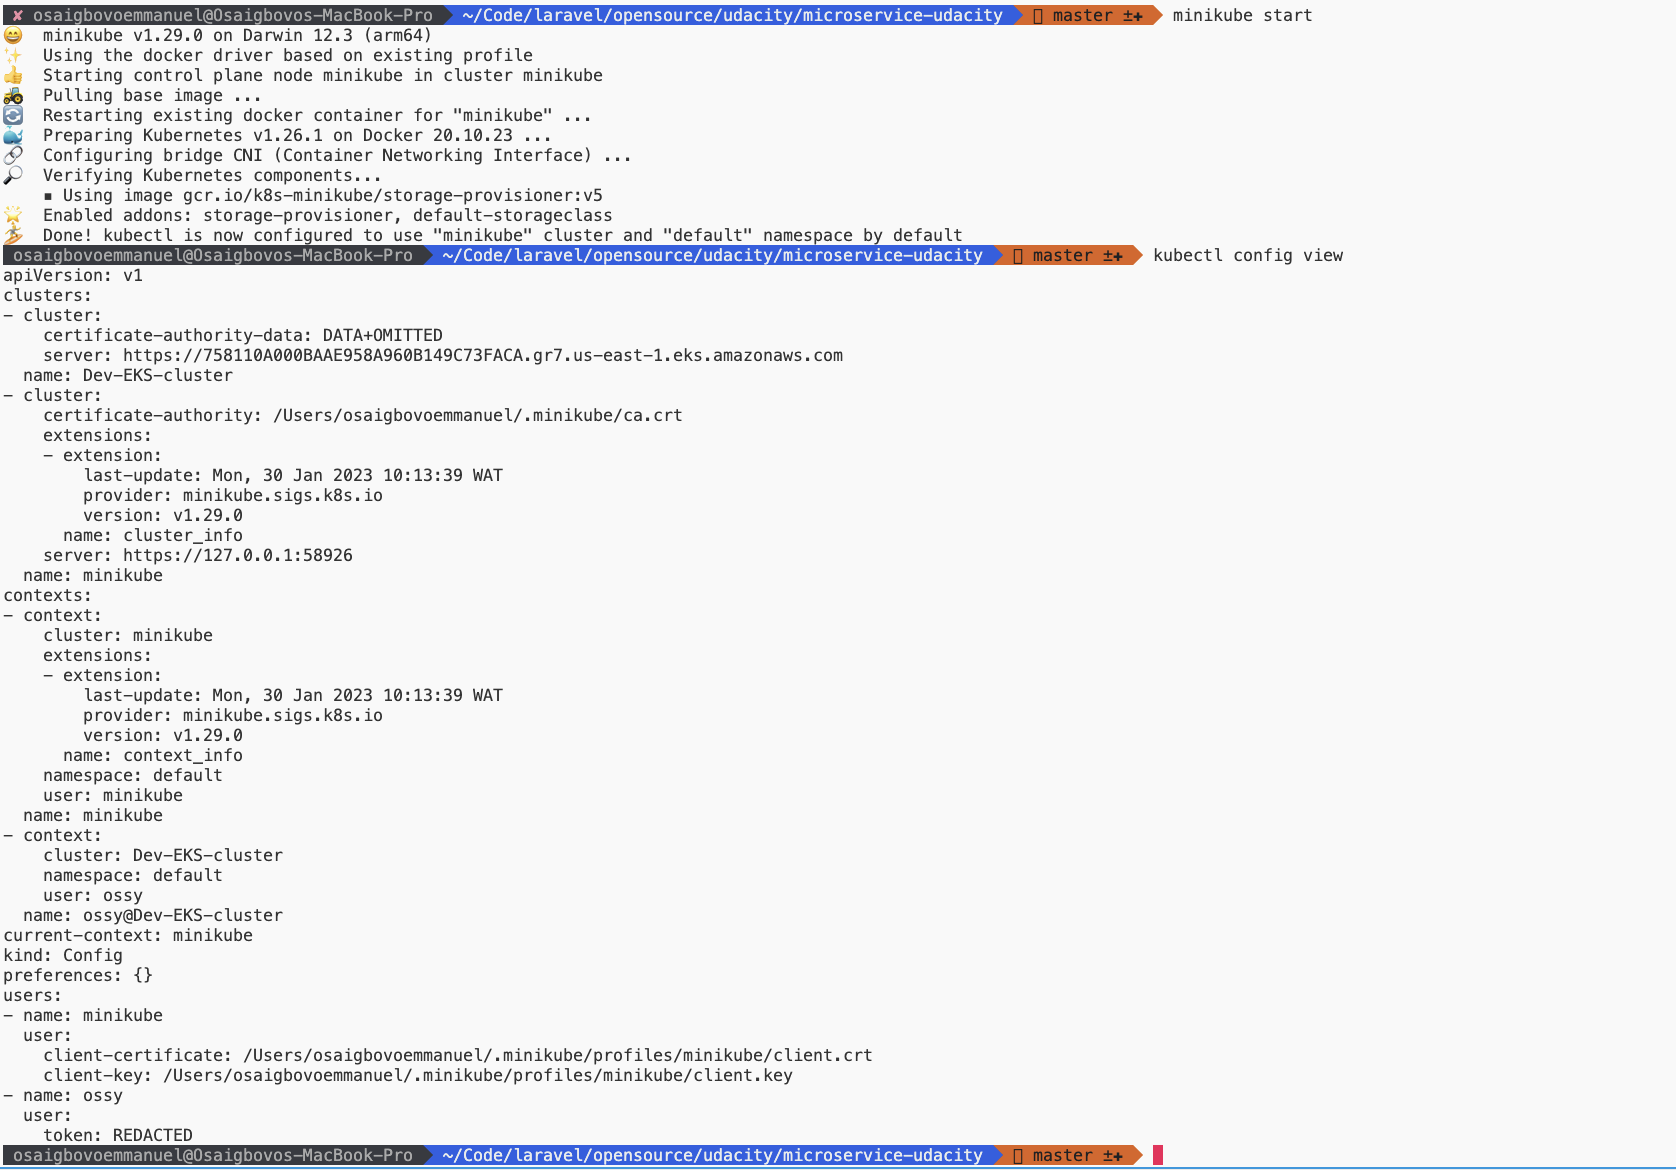 ✘ osaigbovoemmanuel@Osaigbovos-MacBook-Pro ~/Code/laravel/opensource/udacity/microservice-udacity master ±✚ minikube start
😄 minikube v1.29.0 on Darwin 12.3 (arm64)
✨ Using the docker driver based on existing profile
👍 Starting control plane node minikube in cluster minikube
🚜 Pulling base image ...
🔄 Restarting existing docker container for "minikube" ...
🐳 Preparing Kubernetes v1.26.1 on Docker 20.10.23 ...
🔗 Configuring bridge CNI (Container Networking Interface) ...
🔎 Verifying Kubernetes components...
    ▪ Using image gcr.io/k8s-minikube/storage-provisioner:v5
🌟 Enabled addons: storage-provisioner, default-storageclass
🏄 Done! kubectl is now configured to use "minikube" cluster and "default" namespace by default
osaigbovoemmanuel@Osaigbovos-MacBook-Pro ~/Code/laravel/opensource/udacity/microservice-udacity master ±✚ kubectl config view
apiVersion: v1
clusters:
- cluster:
    certificate-authority-data: DATA+OMITTED
    server: https://758110A000BAAE958A960B149C73FACA.gr7.us-east-1.eks.amazonaws.com
  name: Dev-EKS-cluster
- cluster:
    certificate-authority: /Users/osaigbovoemmanuel/.minikube/ca.crt
    extensions:
    - extension:
        last-update: Mon, 30 Jan 2023 10:13:39 WAT
        provider: minikube.sigs.k8s.io
        version: v1.29.0
      name: cluster_info
    server: https://127.0.0.1:58926
  name: minikube
contexts:
- context:
    cluster: minikube
    extensions:
    - extension:
        last-update: Mon, 30 Jan 2023 10:13:39 WAT
        provider: minikube.sigs.k8s.io
        version: v1.29.0
      name: context_info
    namespace: default
    user: minikube
  name: minikube
- context:
    cluster: Dev-EKS-cluster
    namespace: default
    user: ossy
  name: ossy@Dev-EKS-cluster
current-context: minikube
kind: Config
preferences: {}
users:
- name: minikube
  user:
    client-certificate: /Users/osaigbovoemmanuel/.minikube/profiles/minikube/client.crt
    client-key: /Users/osaigbovoemmanuel/.minikube/profiles/minikube/client.key
- name: ossy
  user:
    token: REDACTED
osaigbovoemmanuel@Osaigbovos-MacBook-Pro ~/Code/laravel/opensource/udacity/microservice-udacity master ±✚